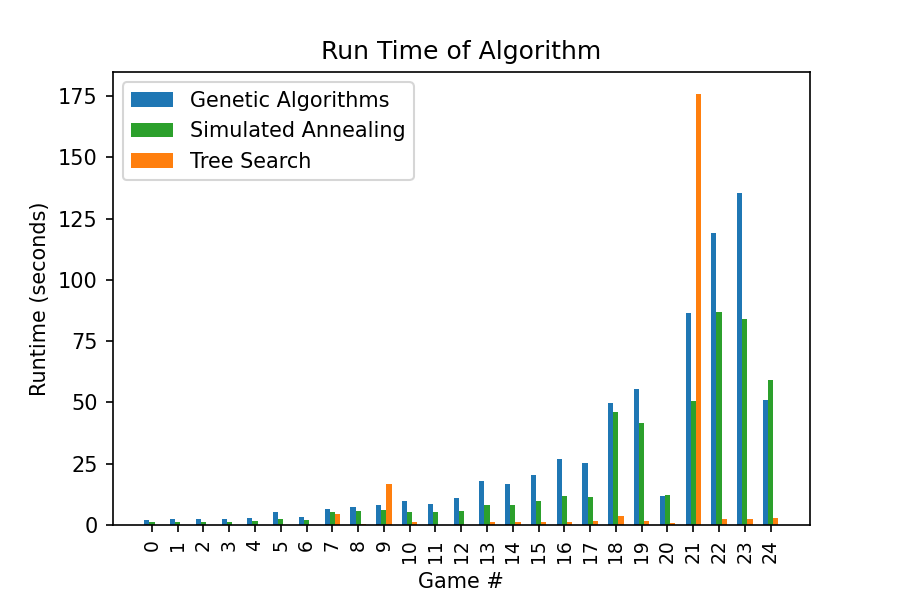 Run Time of Algorithm
Genetic Algorithms
Simulated Annealing
Tree Search
Runtime (seconds)
175
150
125
100
75
50
25
0
0 1 2 3 4 5 6 7 8 9 10 11 12 13 14 15 16 17 18 19 20 21 22 23 24
Game #